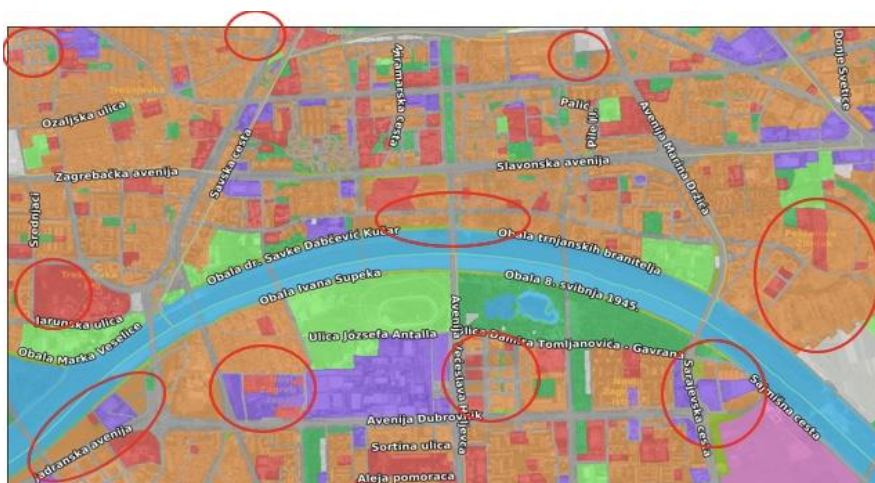 Donje Svetice
Miramarska cesta
Trešnjevka
Ozaljska ulica
Palić
Pile II.
Avenija Marina Držića
Savska cesta
Slavonska avenija
Zagrebačka avenija
Srednjaci
Obala dr. Savke Dabčević Kučar
Obala trnjanskih branitelja
Obala Ivana Supeka
Obala 8. svibnja 1945.
Jarunska ulica
Obala Marka Veselice
Ulica Józsefa Antalla
Ulica Damira Tomljanovića - Gavrana
Avenija Većeslava Holjevca
Sarajevska cesta
Sajmišna cesta
Avenija Dubrovnik
Jadranska avenija
Sortina ulica
Aleja pomoraca